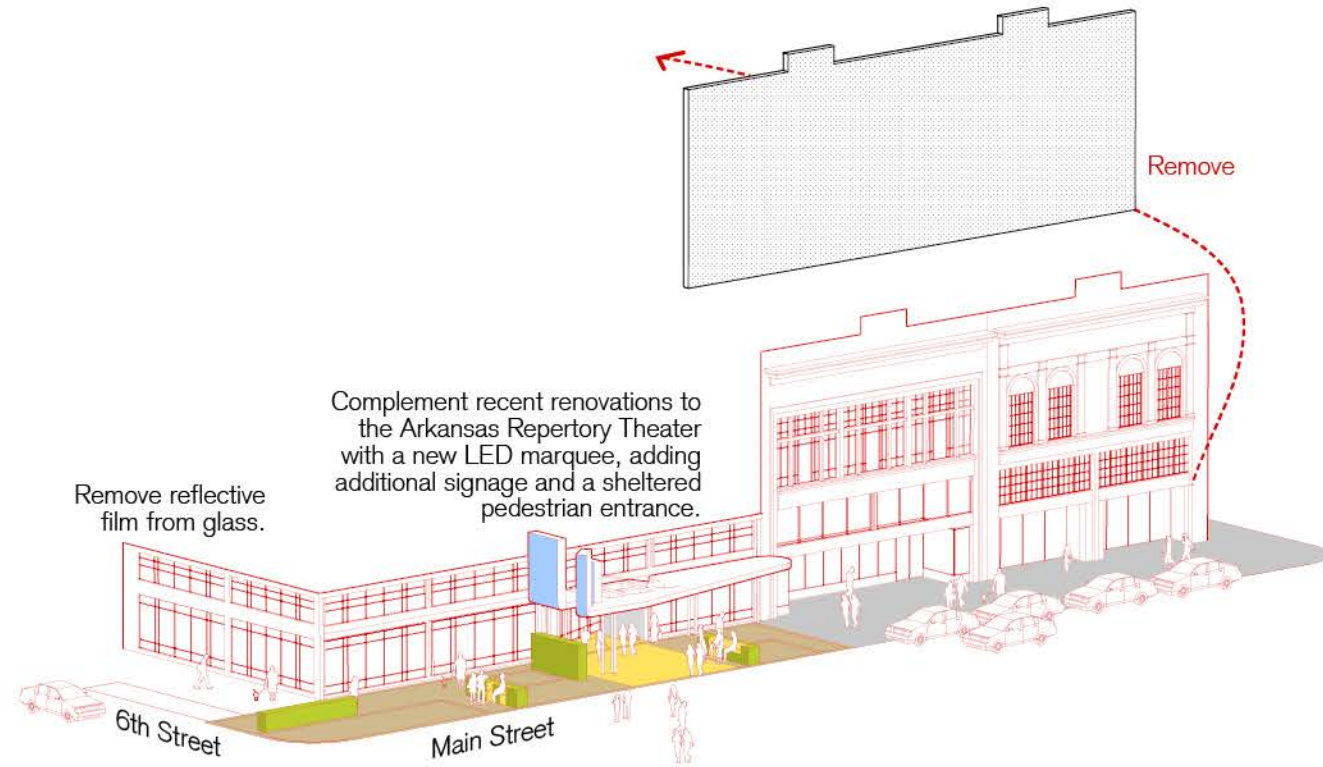 Remove
Complement recent renovations to
the Arkansas Repertory Theater
with a new LED marquee, adding
additional signage and a sheltered
pedestrian entrance.
Remove reflective
film from glass.
6th Street
Main Street